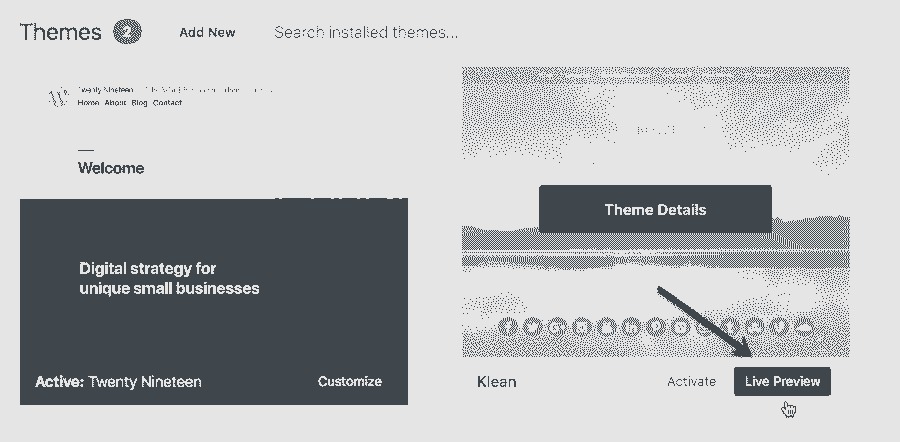 Themes 2 Add New Search installed themes...
Twenty Nineteen
Home About Blog Contact
Welcome
Digital strategy for
unique small businesses
Active: Twenty Nineteen Customize
Theme Details
Klean Activate Live Preview